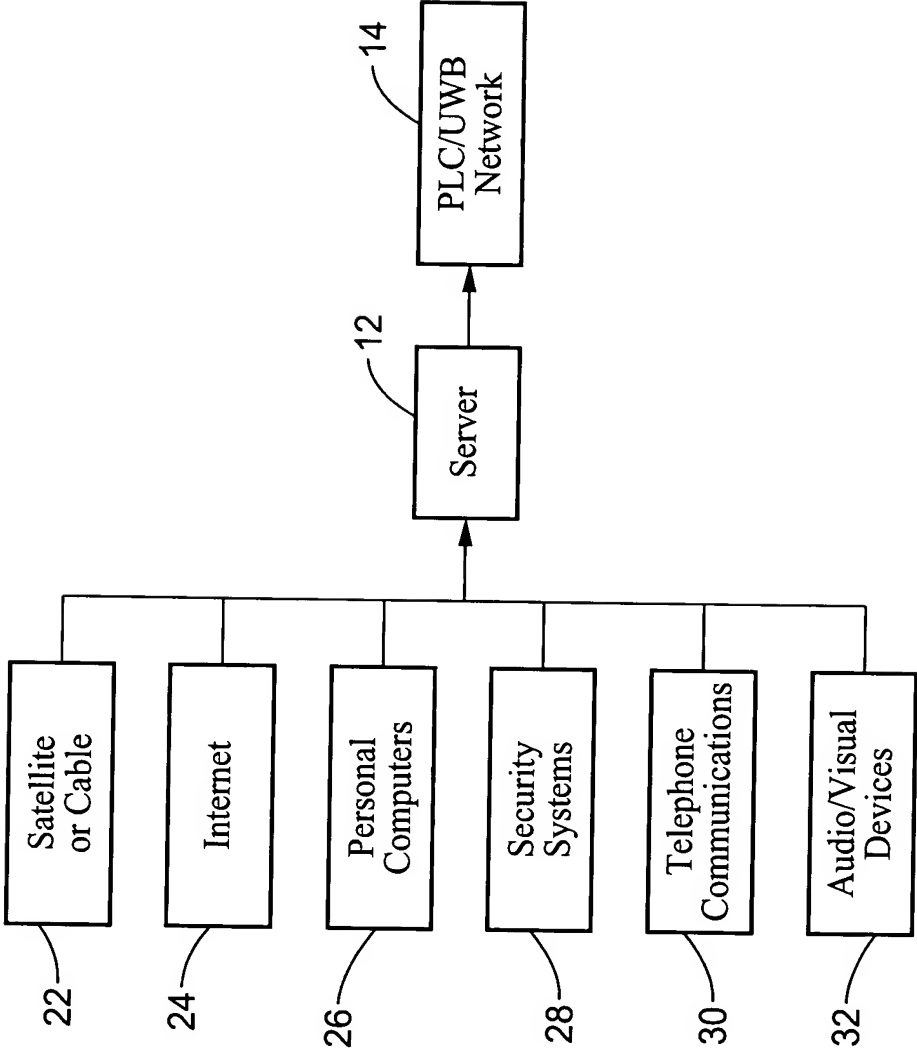 22
Satellite
or Cable
24
Internet
26
Personal
Computers
28
Security
Systems
30
Telephone
Communications
32
Audio/Visual
Devices
12
Server
14
PLC/UWB
Network